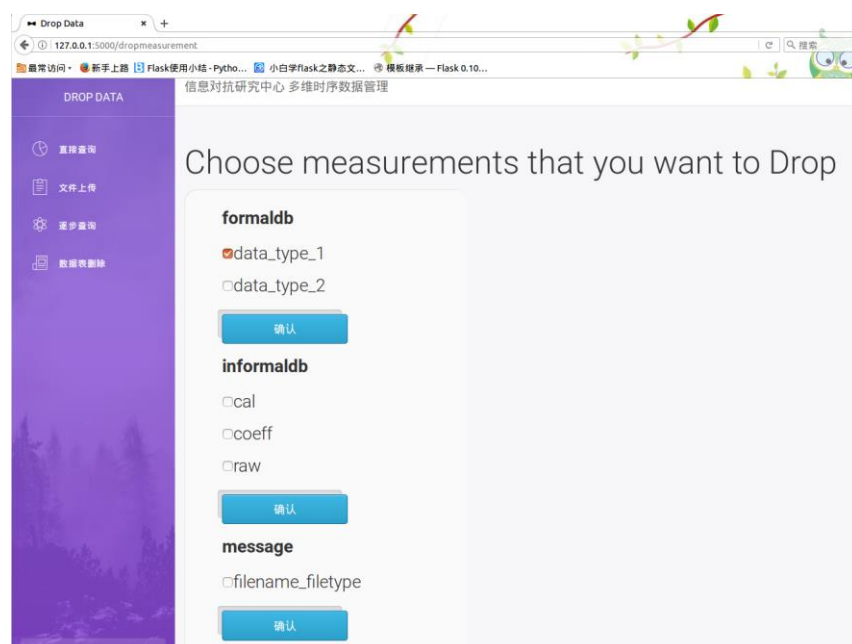 Drop Data
127.0.0.1:5000/dropmeasurement
搜索
最常访问 新手上路 Flask使用小结 - Pytho... 小白学flask之静态文... 模板继承 — Flask 0.10...
DROP DATA
信息对抗研究中心 多维时序数据管理
直接查询
文件上传
逐步查询
数据表删除
Choose measurements that you want to Drop
formaldb
data_type_1
data_type_2
确认
informaldb
cal
coeff
raw
确认
message
filename_filetype
确认